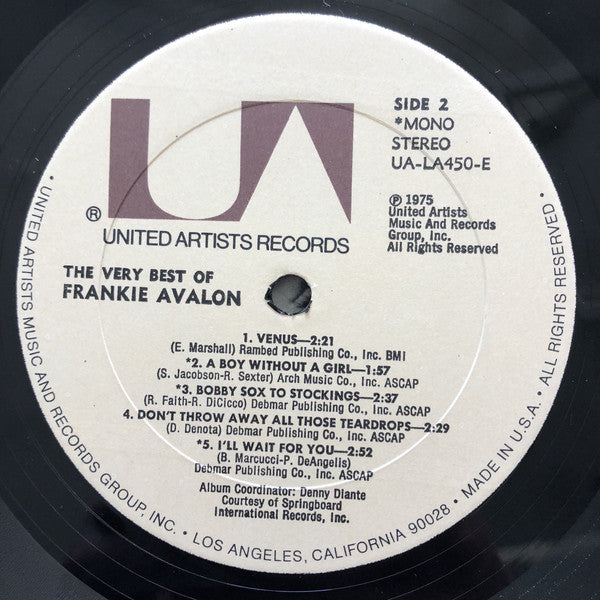 UA
®
UNITED ARTISTS RECORDS
SIDE 2
*MONO
STEREO
UA-LA450-E
℗ 1975
United Artists
Music And Records
Group, Inc.
All Rights Reserved
THE VERY BEST OF
FRANKIE AVALON
1. VENUS—2:21
(E. Marshall) Rambed Publishing Co., Inc. BMI
*2. A BOY WITHOUT A GIRL—1:57
(S. Jacobson-R. Sexter) Arch Music Co., Inc. ASCAP
*3. BOBBY SOX TO STOCKINGS—2:37
(R. Faith-R. DiCicco) Debmar Publishing Co., Inc. ASCAP
4. DON'T THROW AWAY ALL THOSE TEARDROPS—2:29
(D. Denota) Debmar Publishing Co., Inc. ASCAP
*5. I'LL WAIT FOR YOU—2:52
(B. Marcucci-P. DeAngelis)
Debmar Publishing Co., Inc. ASCAP
Album Coordinator: Denny Diante
Courtesy of Springboard
International Records, Inc.
• UNITED ARTISTS MUSIC AND RECORDS GROUP, INC. • LOS ANGELES, CALIFORNIA 90028 • MADE IN U.S.A. • ALL RIGHTS RESERVED •